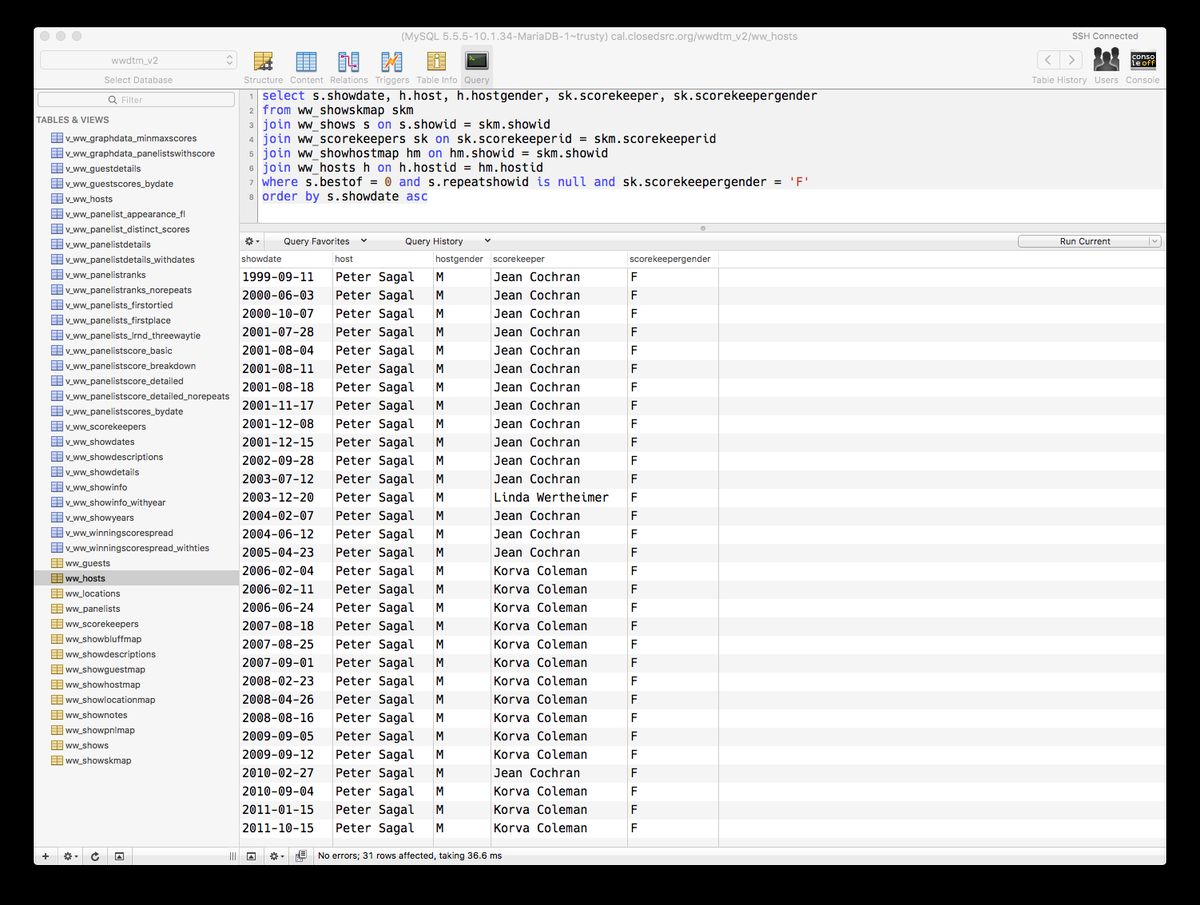 (MySQL 5.5.5-10.1.34-MariaDB-1~trusty) cal.closedsrc.org/wwdtm_v2/ww_hosts
SSH Connected
wwdtm_v2
conso
le off
Select Database
Structure Content Relations Triggers Table Info Query
Table History Users Console
Filter
TABLES & VIEWS
v_ww_graphdata_minmaxscores
v_ww_graphdata_panelistswithscore
v_ww_guestdetails
v_ww_guestscores_bydate
v_ww_hosts
v_ww_panelist_appearance_fl
v_ww_panelist_distinct_scores
v_ww_panelistdetails
v_ww_panelistdetails_withdates
v_ww_panelistranks
v_ww_panelistranks_norepeats
v_ww_panelists_firstortied
v_ww_panelists_firstplace
v_ww_panelists_lrnd_threewaytie
v_ww_panelistscore_basic
v_ww_panelistscore_breakdown
v_ww_panelistscore_detailed
v_ww_panelistscore_detailed_norepeats
v_ww_panelistscores_bydate
v_ww_scorekeepers
v_ww_showdates
v_ww_showdescriptions
v_ww_showdetails
v_ww_showinfo
v_ww_showinfo_withyear
v_ww_showyears
v_ww_winningscorespread
v_ww_winningscorespread_withties
ww_guests
ww_hosts
ww_locations
ww_panelists
ww_scorekeepers
ww_showbluffmap
ww_showdescriptions
ww_showguestmap
ww_showhostmap
ww_showlocationmap
ww_shownotes
ww_showpnlmap
ww_shows
ww_showskmap
1 select s.showdate, h.host, h.hostgender, sk.scorekeeper, sk.scorekeepergender
2 from ww_showskmap skm
3 join ww_shows s on s.showid = skm.showid
4 join ww_scorekeepers sk on sk.scorekeeperid = skm.scorekeeperid
5 join ww_showhostmap hm on hm.showid = skm.showid
6 join ww_hosts h on h.hostid = hm.hostid
7 where s.bestof = 0 and s.repeatshowid is null and sk.scorekeepergender = 'F'
8 order by s.showdate asc
Query Favorites Query History Run Current
showdate host hostgender scorekeeper scorekeepergender
1999-09-11 Peter Sagal M Jean Cochran F
2000-06-03 Peter Sagal M Jean Cochran F
2000-10-07 Peter Sagal M Jean Cochran F
2001-07-28 Peter Sagal M Jean Cochran F
2001-08-04 Peter Sagal M Jean Cochran F
2001-08-11 Peter Sagal M Jean Cochran F
2001-08-18 Peter Sagal M Jean Cochran F
2001-11-17 Peter Sagal M Jean Cochran F
2001-12-08 Peter Sagal M Jean Cochran F
2001-12-15 Peter Sagal M Jean Cochran F
2002-09-28 Peter Sagal M Jean Cochran F
2003-07-12 Peter Sagal M Jean Cochran F
2003-12-20 Peter Sagal M Linda Wertheimer F
2004-02-07 Peter Sagal M Jean Cochran F
2004-06-12 Peter Sagal M Jean Cochran F
2005-04-23 Peter Sagal M Jean Cochran F
2006-02-04 Peter Sagal M Korva Coleman F
2006-02-11 Peter Sagal M Korva Coleman F
2006-06-24 Peter Sagal M Korva Coleman F
2007-08-18 Peter Sagal M Korva Coleman F
2007-08-25 Peter Sagal M Korva Coleman F
2007-09-01 Peter Sagal M Korva Coleman F
2008-02-23 Peter Sagal M Korva Coleman F
2008-04-26 Peter Sagal M Korva Coleman F
2008-08-16 Peter Sagal M Korva Coleman F
2009-09-05 Peter Sagal M Korva Coleman F
2009-09-12 Peter Sagal M Korva Coleman F
2010-02-27 Peter Sagal M Jean Cochran F
2010-09-04 Peter Sagal M Korva Coleman F
2011-01-15 Peter Sagal M Korva Coleman F
2011-10-15 Peter Sagal M Korva Coleman F
No errors; 31 rows affected, taking 36.6 ms